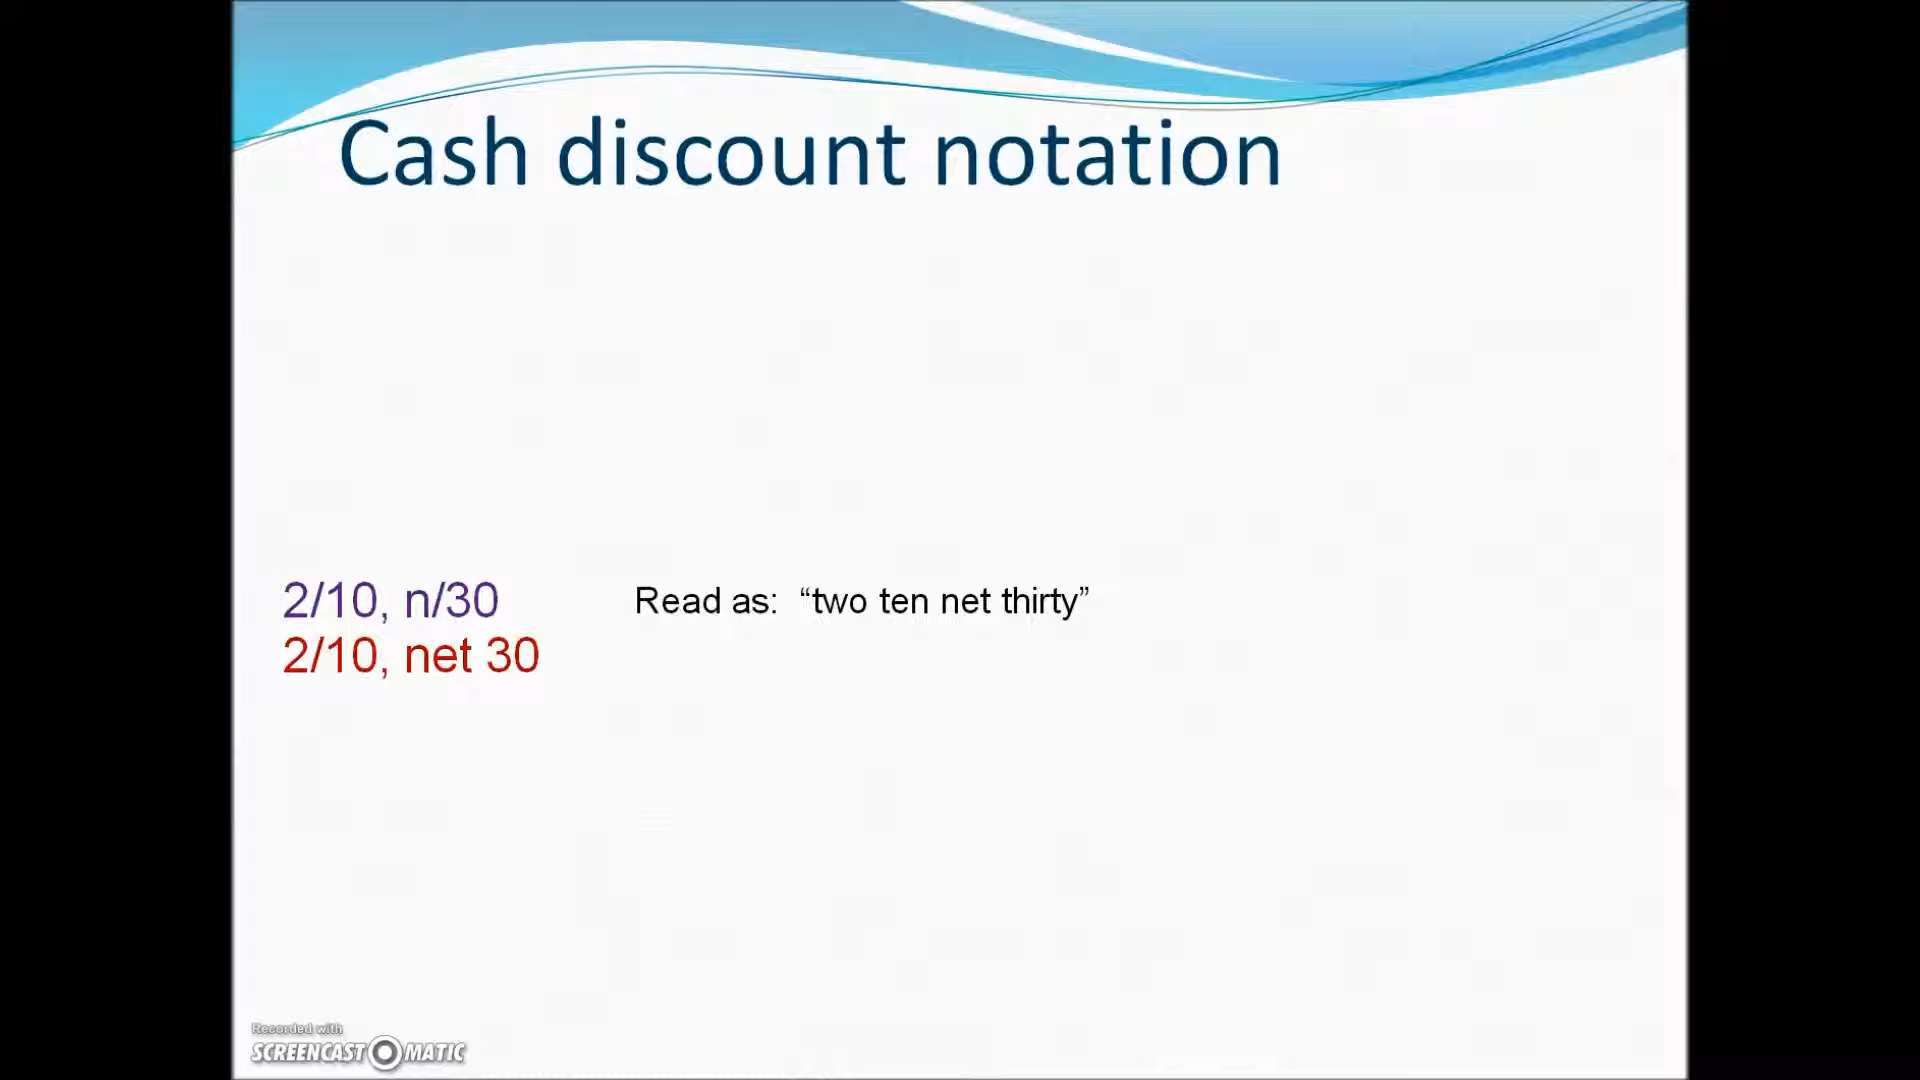 Cash discount notation
2/10, n/30 Read as: “two ten net thirty”
2/10, net 30
Recorded with
SCREENCAST MATIC